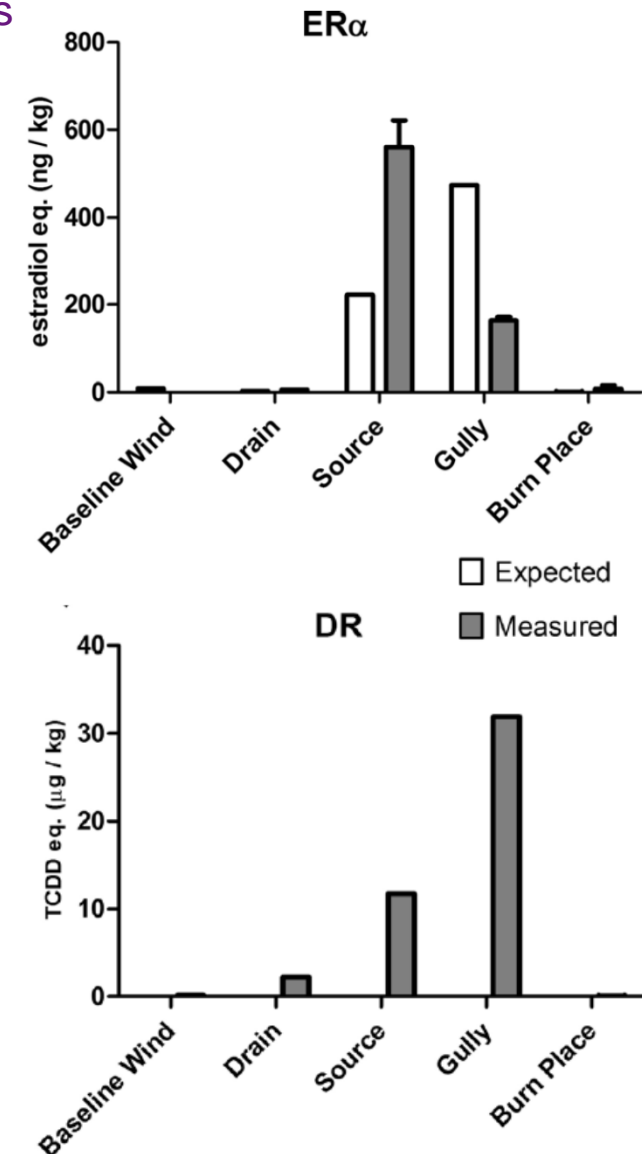 s
ERα
800
600
400
200
0
estradiol eq. (ng / kg)
Baseline Wind
Drain
Source
Gully
Burn Place
Expected
Measured
DR
40
30
20
10
0
TCDD eq. (µg / kg)
Baseline Wind
Drain
Source
Gully
Burn Place